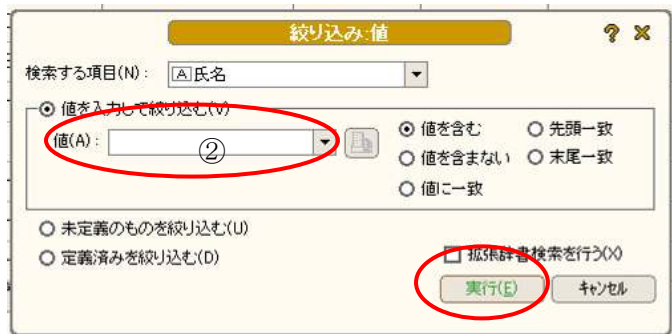 絞り込み:値
検索する項目(N): A 氏名
値を入力して絞り込む(V)
値(A): ②
値を含む 先頭一致
値を含まない 末尾一致
値に一致
未定義のものを絞り込む(U)
定義済みを絞り込む(D)
拡張辞書検索を行う(X)
実行(E) キャンセル